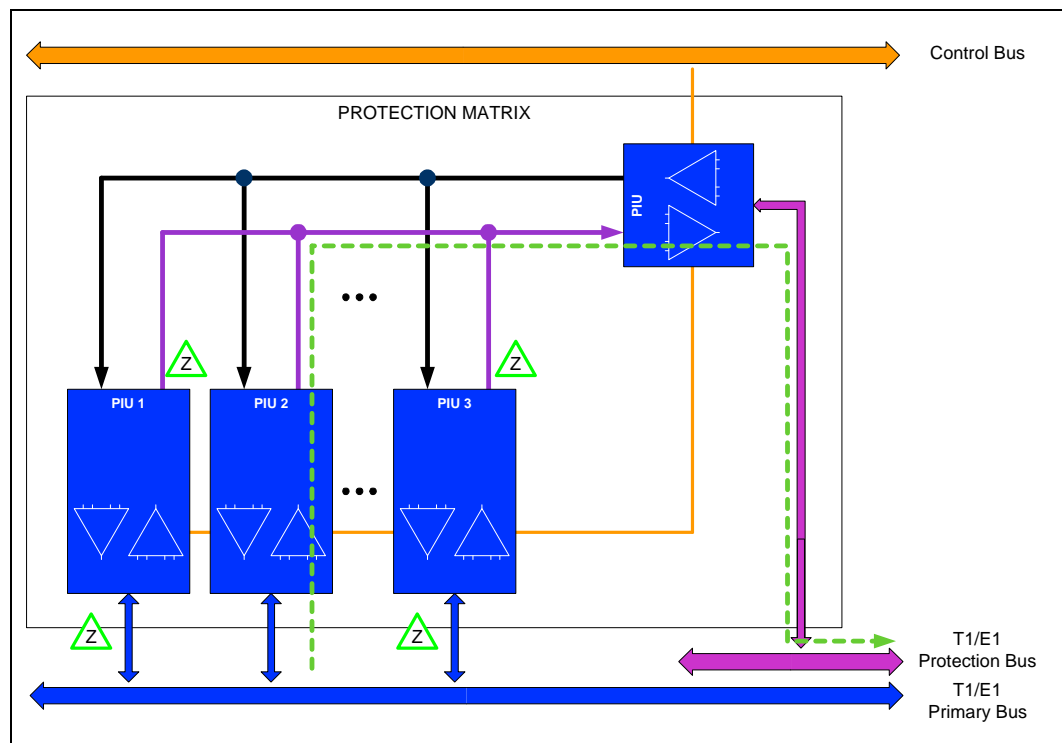 Control Bus
PROTECTION MATRIX
PIU
Z
Z
PIU 1
PIU 2
PIU 3
Z
Z
T1/E1
Protection Bus
T1/E1
Primary Bus